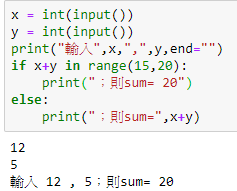 x = int(input())
y = int(input())
print("輸入",x,",",y,end="")
if x+y in range(15,20):
    print("；則sum= 20")
else:
    print("；則sum=",x+y)
12
5
輸入 12 , 5；則sum= 20